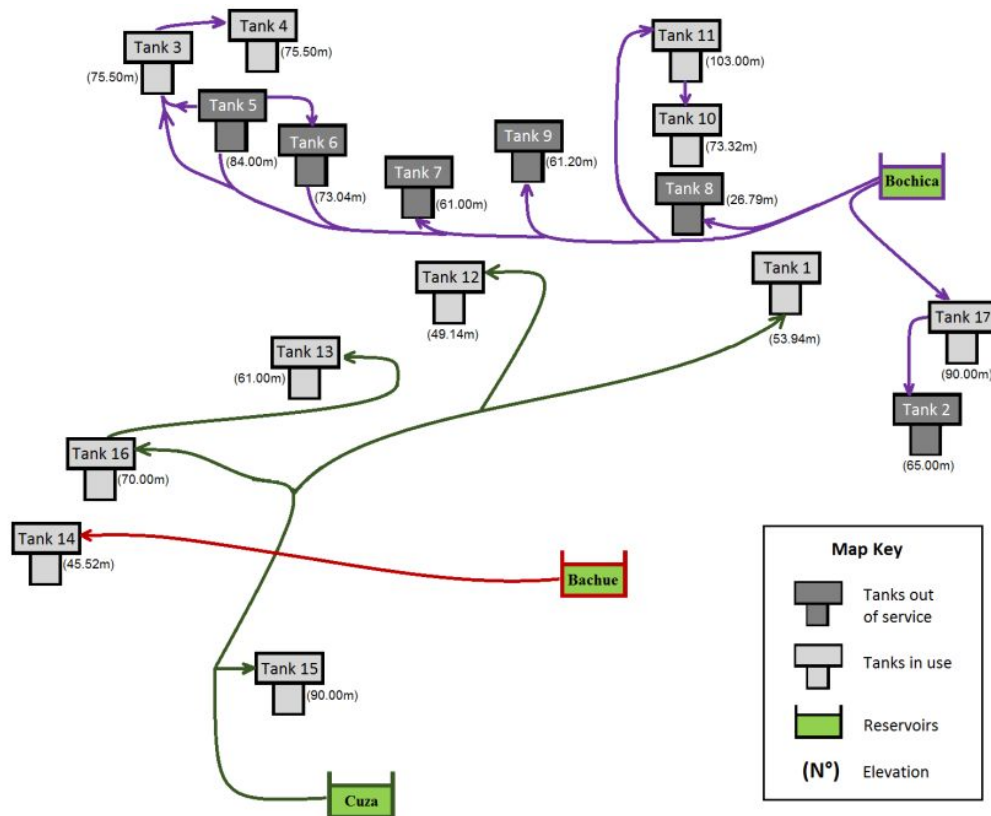 Tank 4
(75.50m)
Tank 3
(75.50m)
Tank 11
(103.00m)
Tank 5
(84.00m)
Tank 6
(73.04m)
Tank 9
(61.20m)
Tank 10
(73.32m)
Tank 7
(61.00m)
Tank 8
(26.79m)
Bochica
Tank 12
(49.14m)
Tank 1
(53.94m)
Tank 17
(90.00m)
Tank 13
(61.00m)
Tank 2
(65.00m)
Tank 16
(70.00m)
Tank 14
(45.52m)
Bachue
Tank 15
(90.00m)
Cuza
Map Key
Tanks out
of service
Tanks in use
Reservoirs
(N°) Elevation